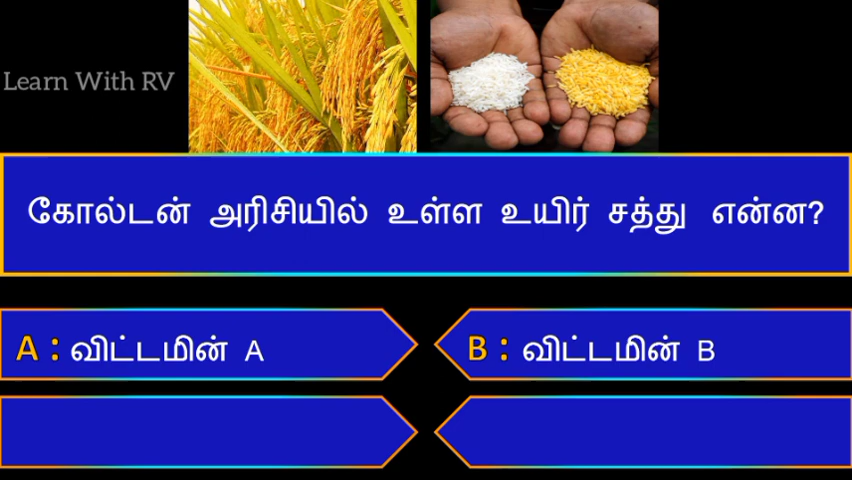 Learn With RV
கோல்டன் அரிசியில் உள்ள உயிர் சத்து என்ன?
A : விட்டமின் A
B : விட்டமின் B